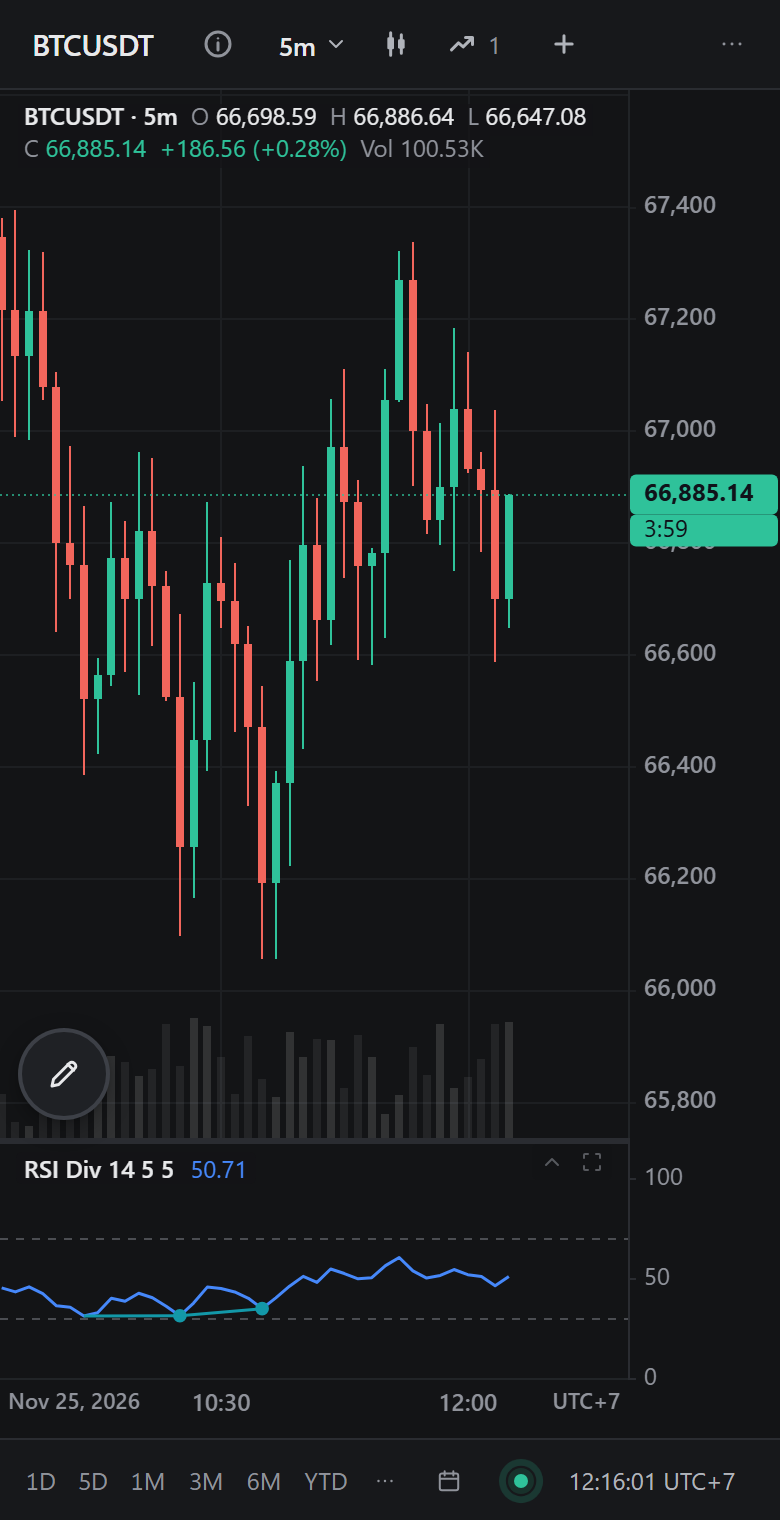 BTCUSDT 5m 1
BTCUSDT · 5m O 66,698.59 H 66,886.64 L 66,647.08
C 66,885.14 +186.56 (+0.28%) Vol 100.53K
67,400
67,200
67,000
66,885.14
3:59
66,600
66,400
66,200
66,000
65,800
RSI Div 14 5 5 50.71
100
50
0
Nov 25, 2026 10:30 12:00 UTC+7
1D 5D 1M 3M 6M YTD ... 12:16:01 UTC+7